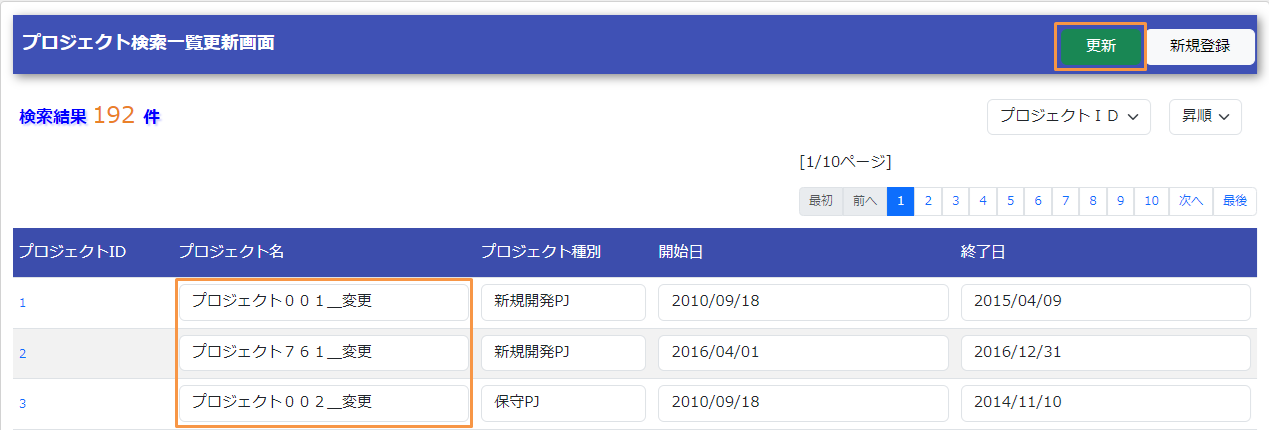 プロジェクト検索一覧更新画面 更新 新規登録
検索結果 192 件 プロジェクトＩＤ 昇順
[1/10ページ]
最初 前へ 1 2 3 4 5 6 7 8 9 10 次へ 最後
プロジェクトID プロジェクト名 プロジェクト種別 開始日 終了日
1 プロジェクト００１＿変更 新規開発PJ 2010/09/18 2015/04/09
2 プロジェクト７６１＿変更 新規開発PJ 2016/04/01 2016/12/31
3 プロジェクト００２＿変更 保守PJ 2010/09/18 2014/11/10